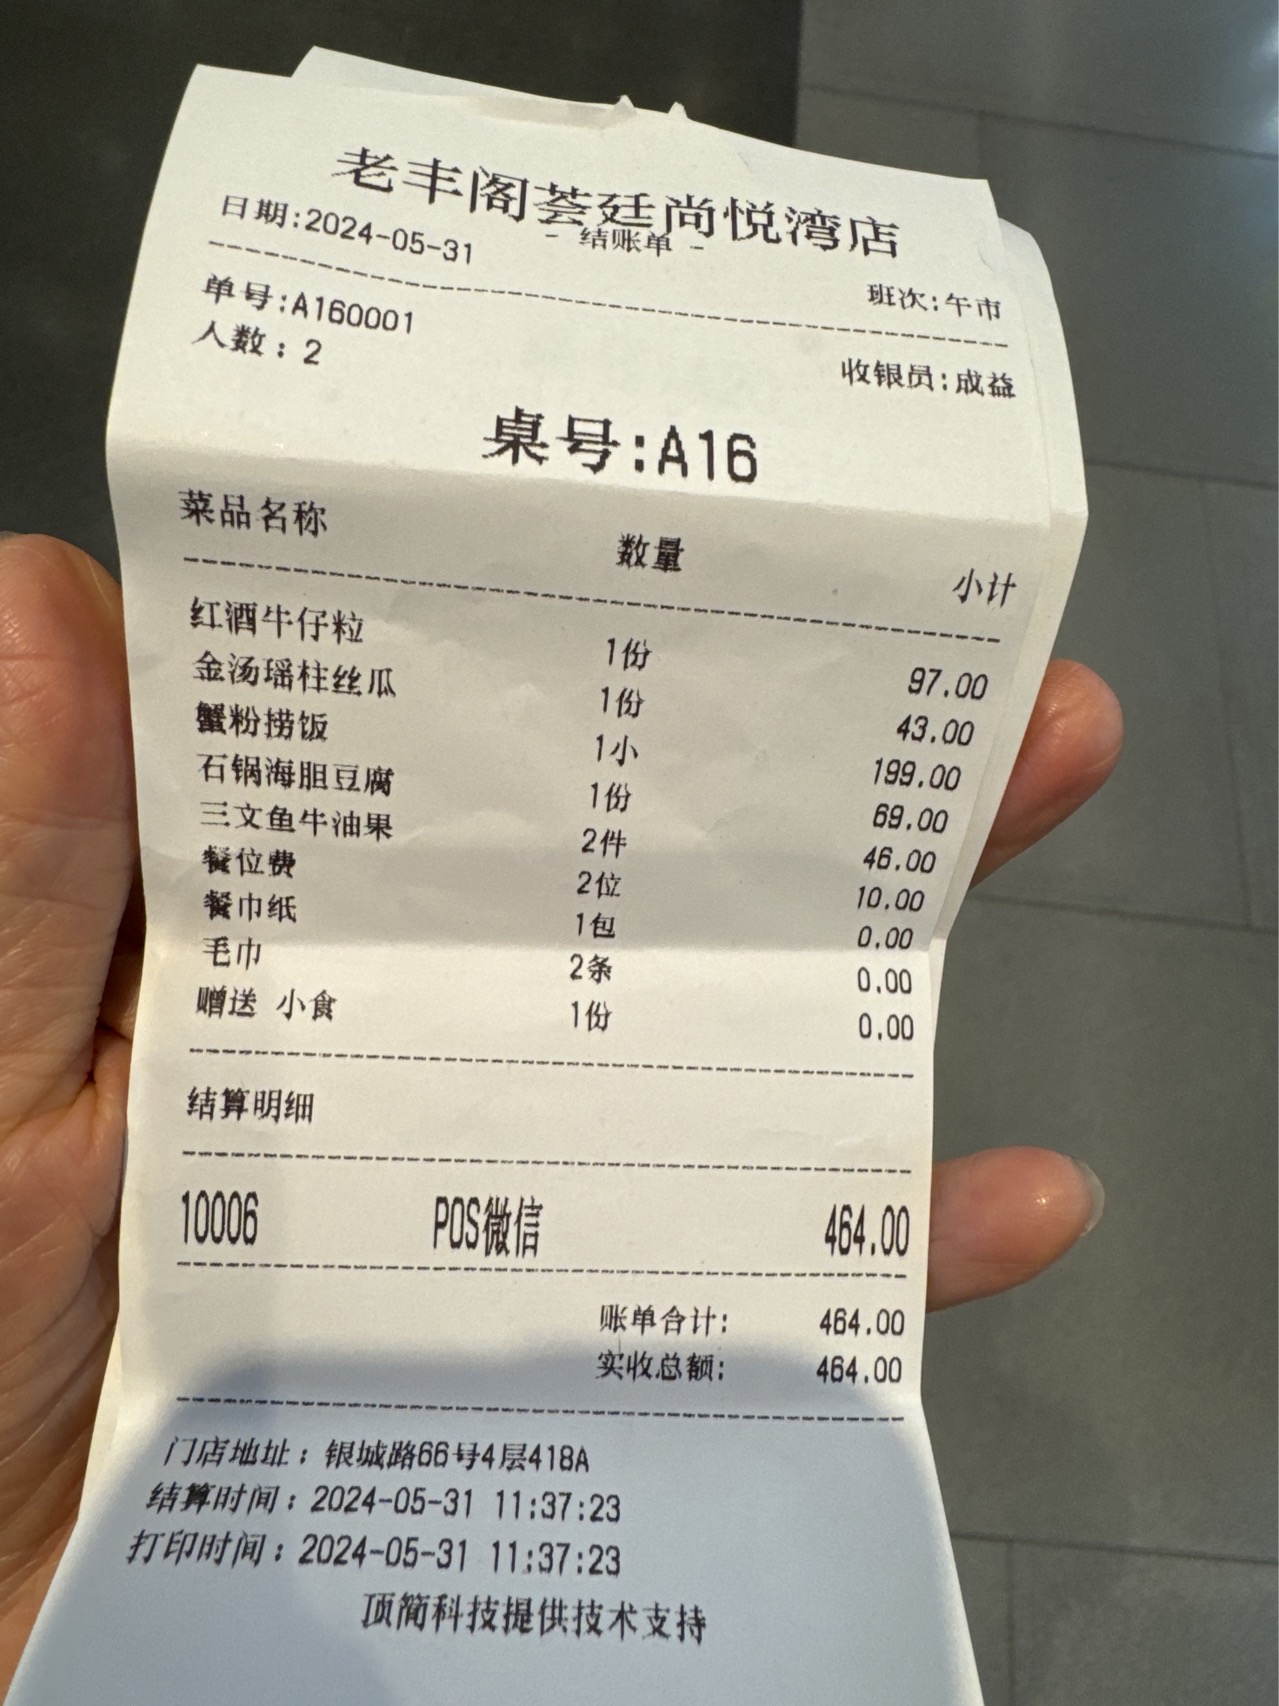 老丰阁荟廷尚悦湾店
- 结账单 -
日期:2024-05-31 班次:午市
单号:A160001 收银员:成益
人数：2
桌号:A16
菜品名称 数量 小计
红酒牛仔粒 1份 97.00
金汤瑶柱丝瓜 1份 43.00
蟹粉捞饭 1小 199.00
石锅海胆豆腐 1份 69.00
三文鱼牛油果 2件 46.00
餐位费 2位 10.00
餐巾纸 1包 0.00
毛巾 2条 0.00
赠送 小食 1份 0.00
结算明细
10006 POS微信 464.00
账单合计: 464.00
实收总额: 464.00
门店地址：银城路66号4层418A
结算时间：2024-05-31 11:37:23
打印时间：2024-05-31 11:37:23
顶简科技提供技术支持